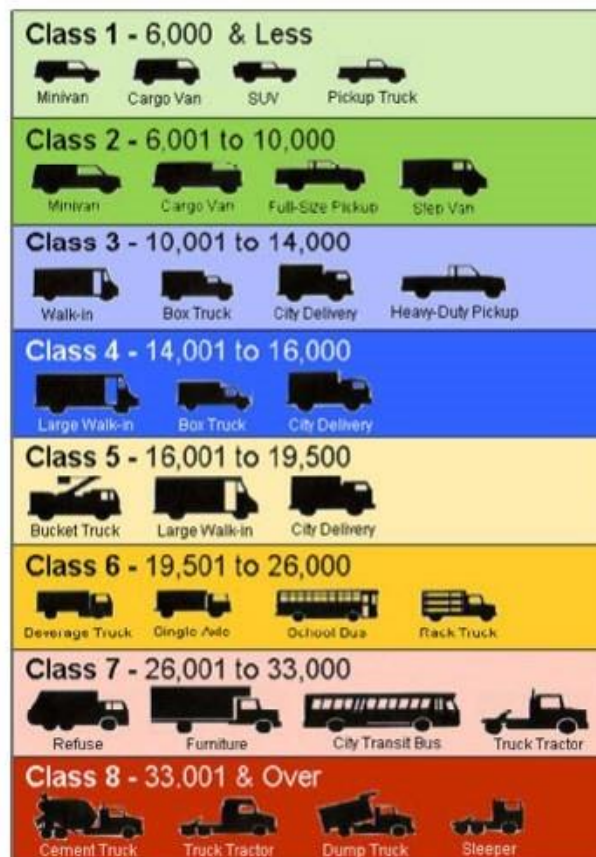 Class 1 - 6,000 & Less
Minivan Cargo Van SUV Pickup Truck
Class 2 - 6,001 to 10,000
Minivan Cargo Van Full-Size Pickup Step Van
Class 3 - 10,001 to 14,000
Walk-in Box Truck City Delivery Heavy-Duty Pickup
Class 4 - 14,001 to 16,000
Large Walk-in Box Truck City Delivery
Class 5 - 16,001 to 19,500
Bucket Truck Large Walk-in City Delivery
Class 6 - 19,501 to 26,000
Beverage Truck Single Axle School Bus Rack Truck
Class 7 - 26,001 to 33,000
Refuse Furniture City Transit Bus Truck Tractor
Class 8 - 33.001 & Over
Cement Truck Truck Tractor Dump Truck Sleeper